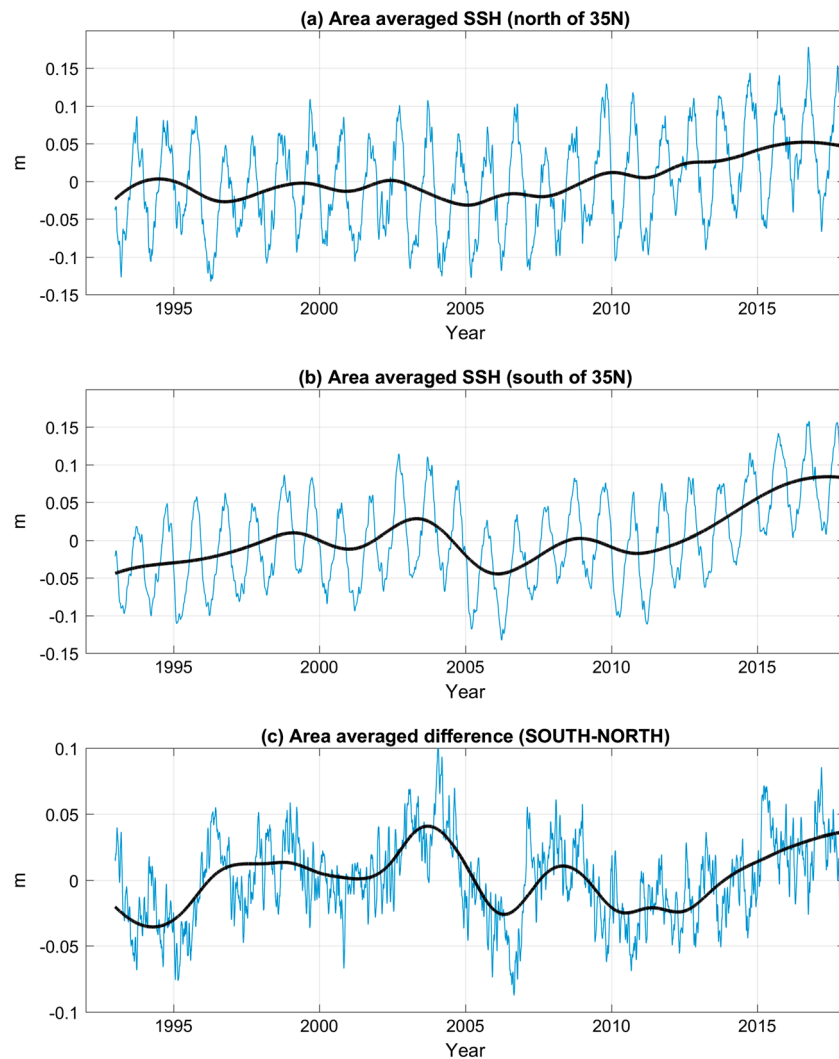 (a) Area averaged SSH (north of 35N)
0.15
0.1
0.05
0
-0.05
-0.1
-0.15
m
1995 2000 2005 2010 2015
Year
(b) Area averaged SSH (south of 35N)
0.15
0.1
0.05
0
-0.05
-0.1
-0.15
m
1995 2000 2005 2010 2015
Year
(c) Area averaged difference (SOUTH-NORTH)
0.1
0.05
0
-0.05
-0.1
m
1995 2000 2005 2010 2015
Year